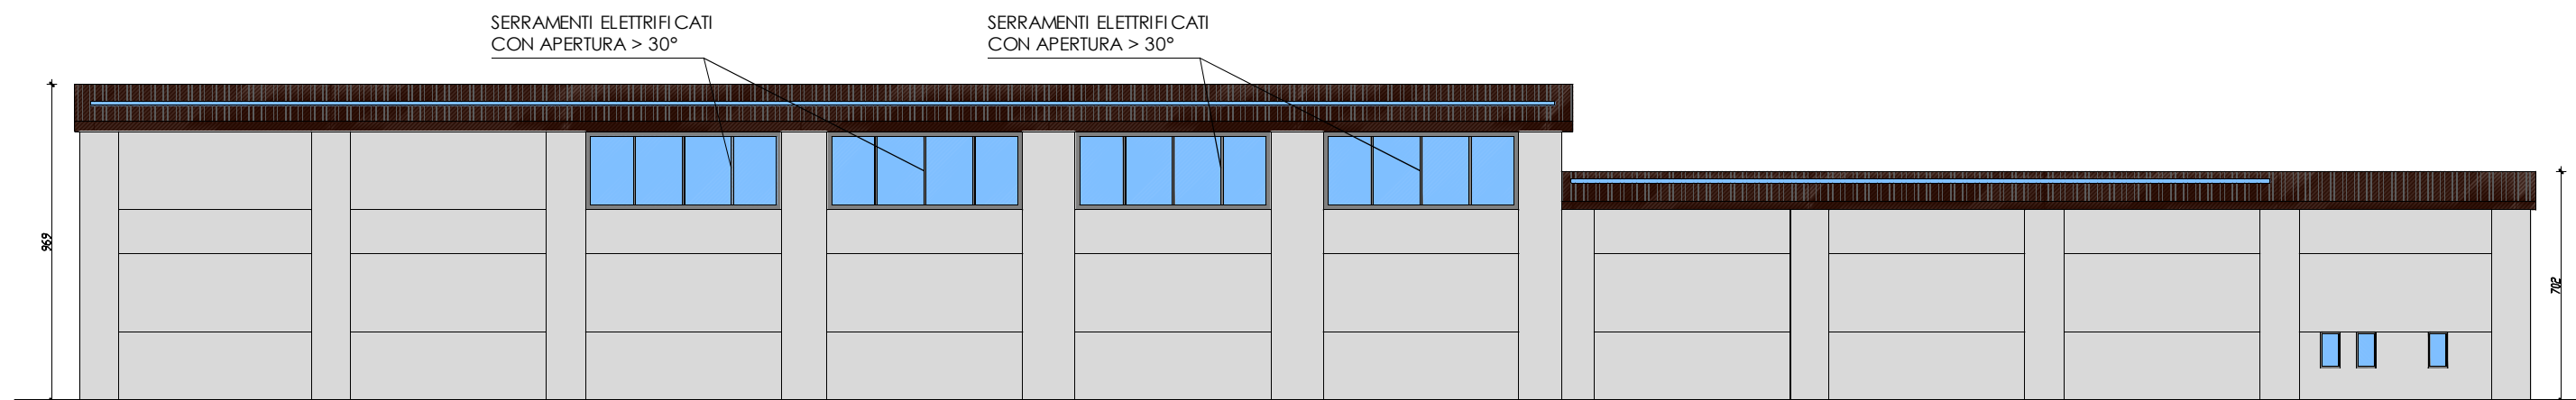 SERRAMENTI ELETTRIFICATI
CON APERTURA > 30°
SERRAMENTI ELETTRIFICATI
CON APERTURA > 30°
969
702